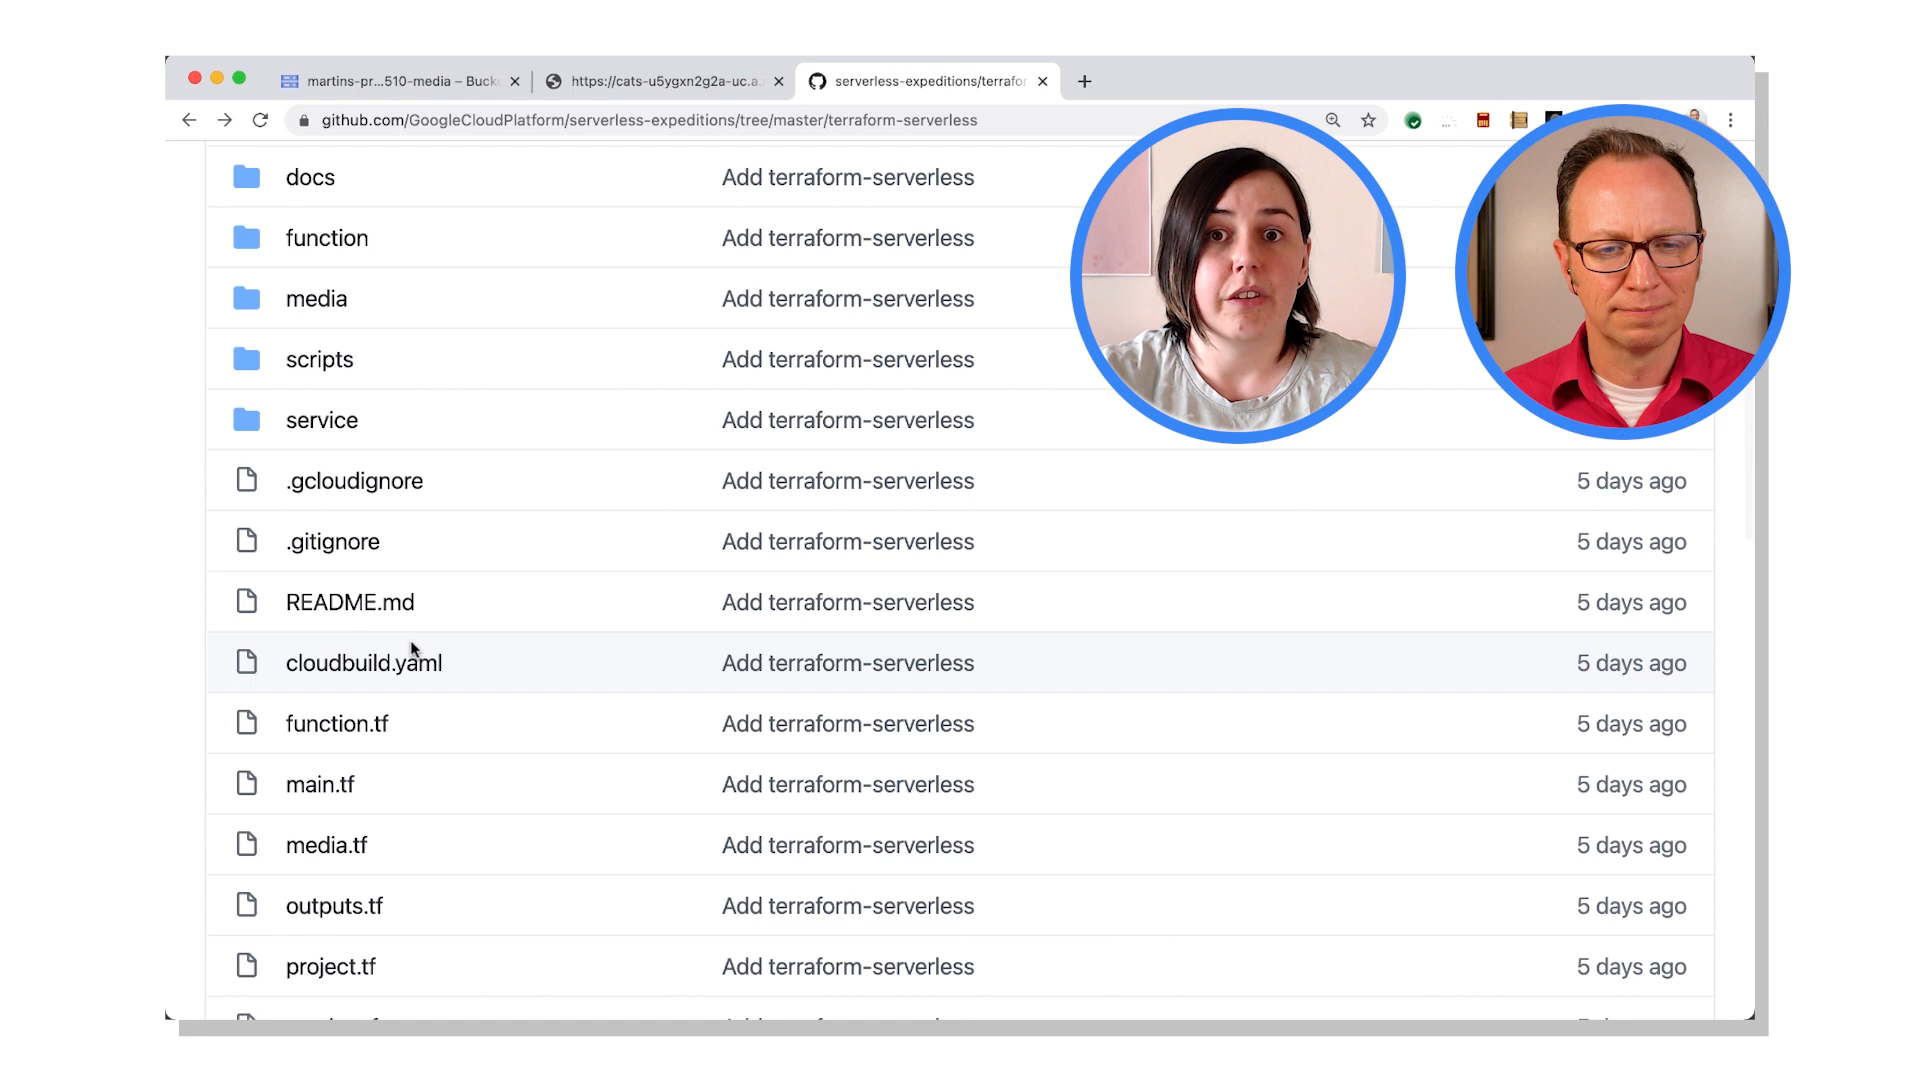 martins-pr...510-media – Bucke
https://cats-u5ygxn2g2a-uc.a.
serverless-expeditions/terrafor
github.com/GoogleCloudPlatform/serverless-expeditions/tree/master/terraform-serverless
docs Add terraform-serverless
function Add terraform-serverless
media Add terraform-serverless
scripts Add terraform-serverless
service Add terraform-serverless
.gcloudignore Add terraform-serverless 5 days ago
.gitignore Add terraform-serverless 5 days ago
README.md Add terraform-serverless 5 days ago
cloudbuild.yaml Add terraform-serverless 5 days ago
function.tf Add terraform-serverless 5 days ago
main.tf Add terraform-serverless 5 days ago
media.tf Add terraform-serverless 5 days ago
outputs.tf Add terraform-serverless 5 days ago
project.tf Add terraform-serverless 5 days ago